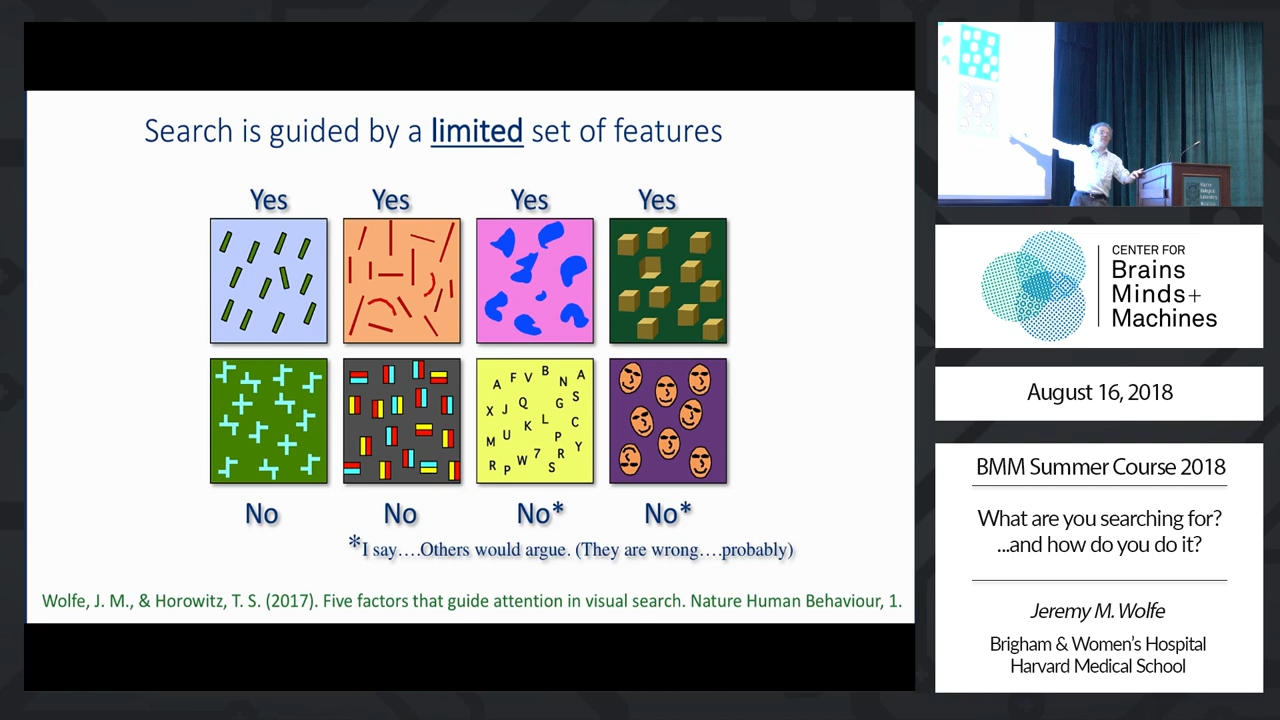 Search is guided by a limited set of features
Yes Yes Yes Yes
A F V B N A
X J Q G S
M U K L P C
R P W 7 S R Y
No No No* No*
*I say….Others would argue. (They are wrong….probably)
Wolfe, J. M., & Horowitz, T. S. (2017). Five factors that guide attention in visual search. Nature Human Behaviour, 1.
CENTER FOR
Brains
Minds+
Machines
August 16, 2018
BMM Summer Course 2018
What are you searching for?
...and how do you do it?
Jeremy M. Wolfe
Brigham & Women's Hospital
Harvard Medical School